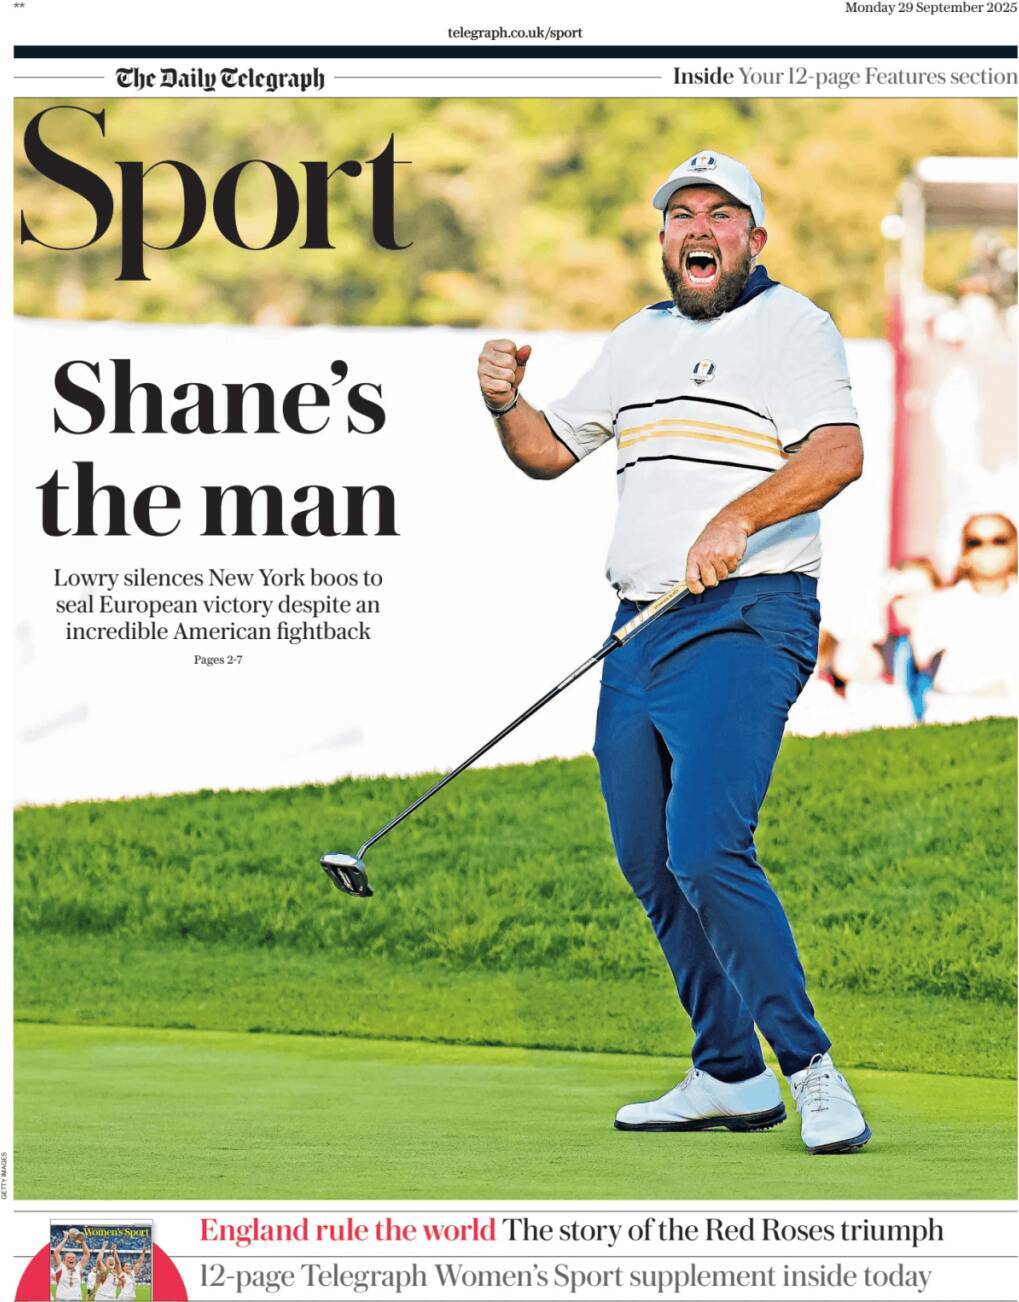 **
Monday 29 September 2025
telegraph.co.uk/sport
The Daily Telegraph
Inside Your 12-page Features section
Sport
Shane's
the man
Lowry silences New York boos to
seal European victory despite an
incredible American fightback
Pages 2-7
GETTY IMAGES
Women's Sport
England rule the world The story of the Red Roses triumph
12-page Telegraph Women's Sport supplement inside today